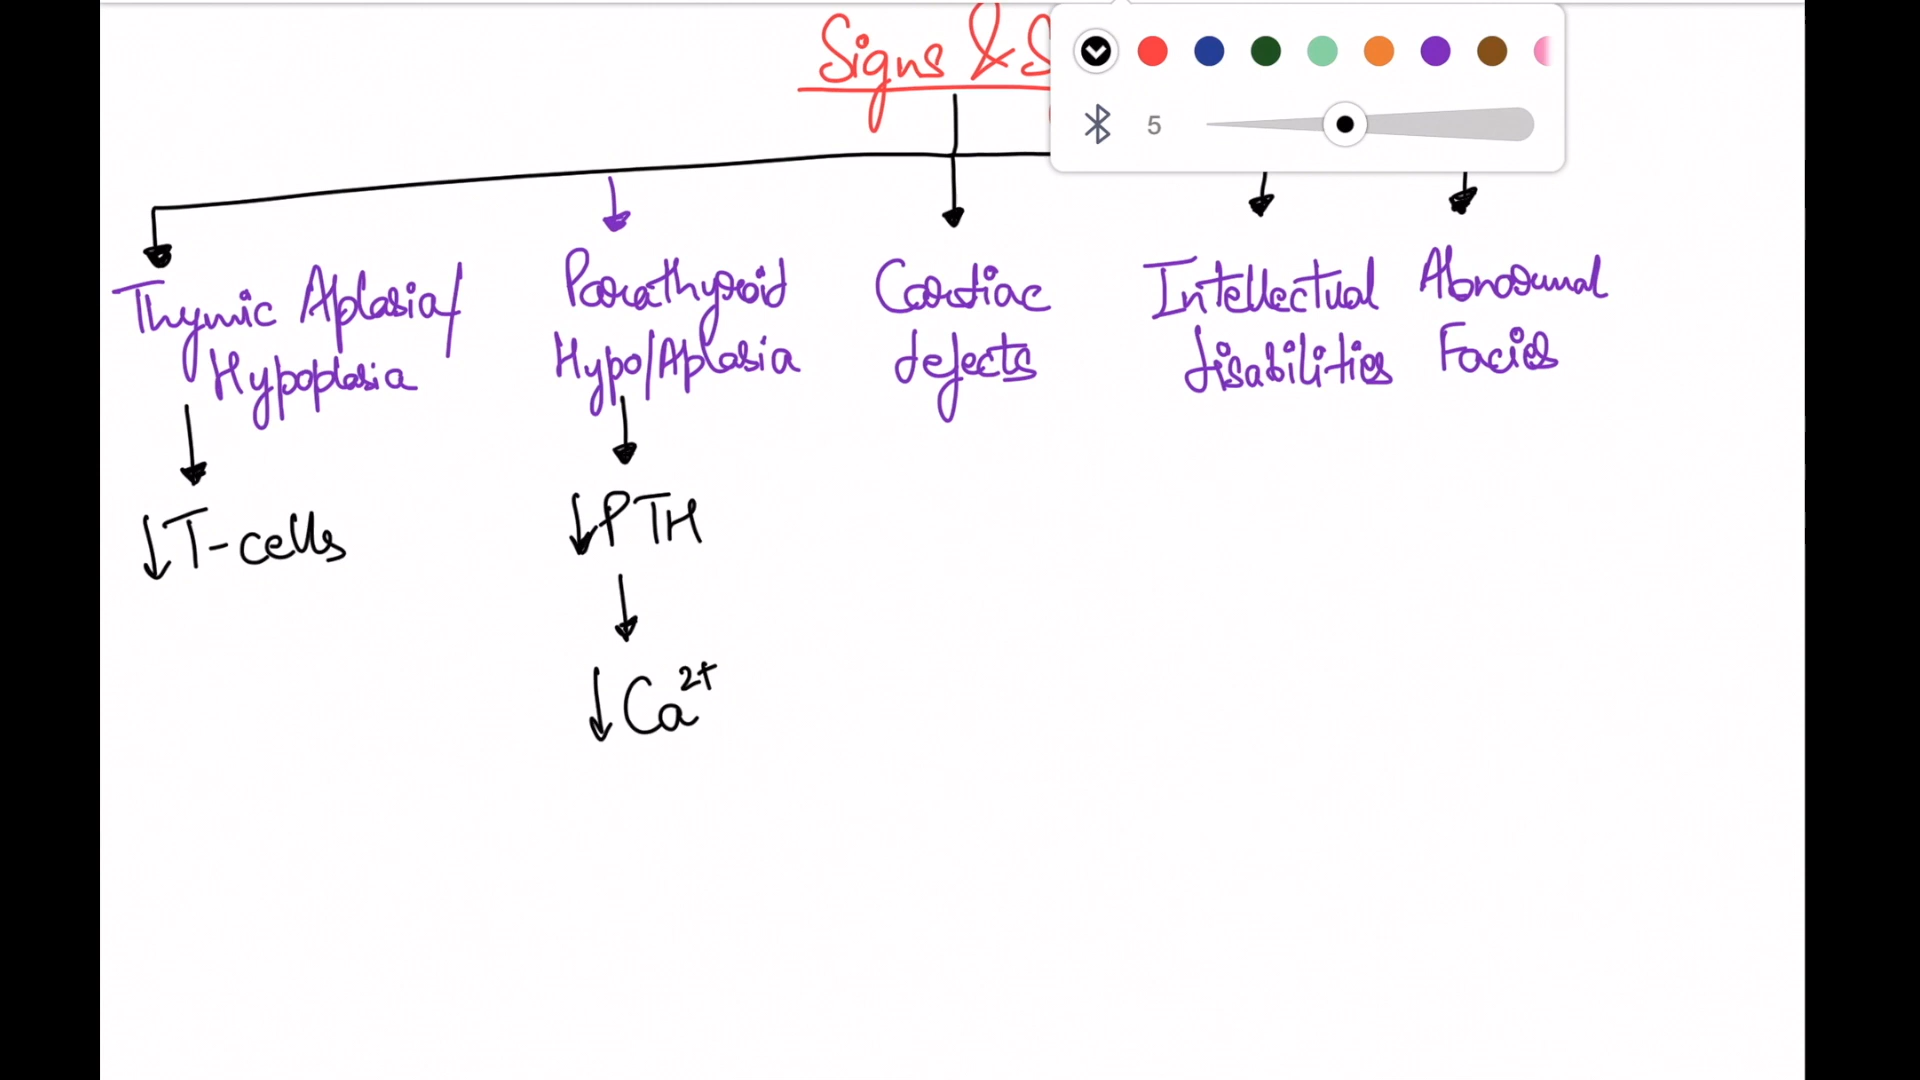 Signs & S
5
Thymic Aplasia/
Hypoplasia
Parathyroid
Hypo/Aplasia
Cardiac
defects
Intellectual
disabilities
Abnormal
Facies
↓T-cells
↓PTH
↓Ca²⁺